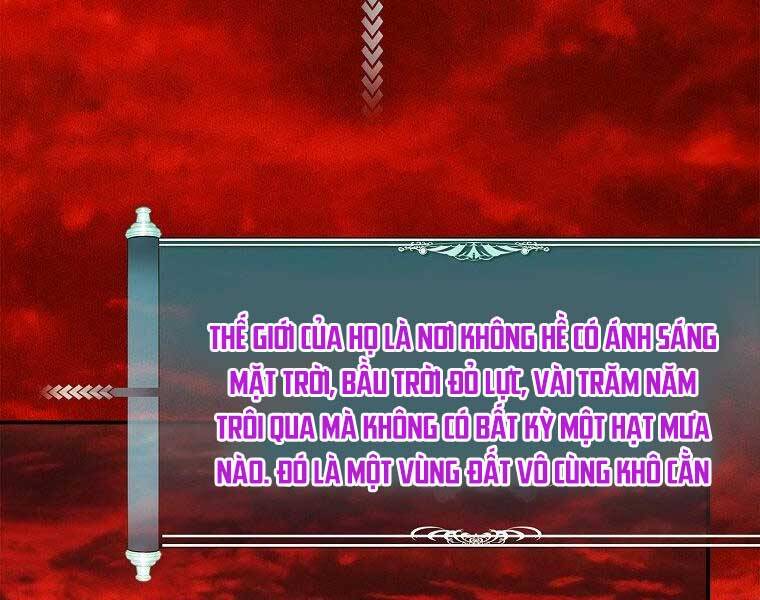 THẾ GIỚI CỦA HỌ LÀ NƠI KHÔNG HỀ CÓ ÁNH SÁNG
MẶT TRỜI, BẦU TRỜI ĐỎ LỰC, VÀI TRĂM NĂM
TRÔI QUA MÀ KHÔNG CÓ BẤT KỲ MỘT HẠT MƯA
NÀO. ĐÓ LÀ MỘT VÙNG ĐẤT VÔ CÙNG KHÔ CẰN